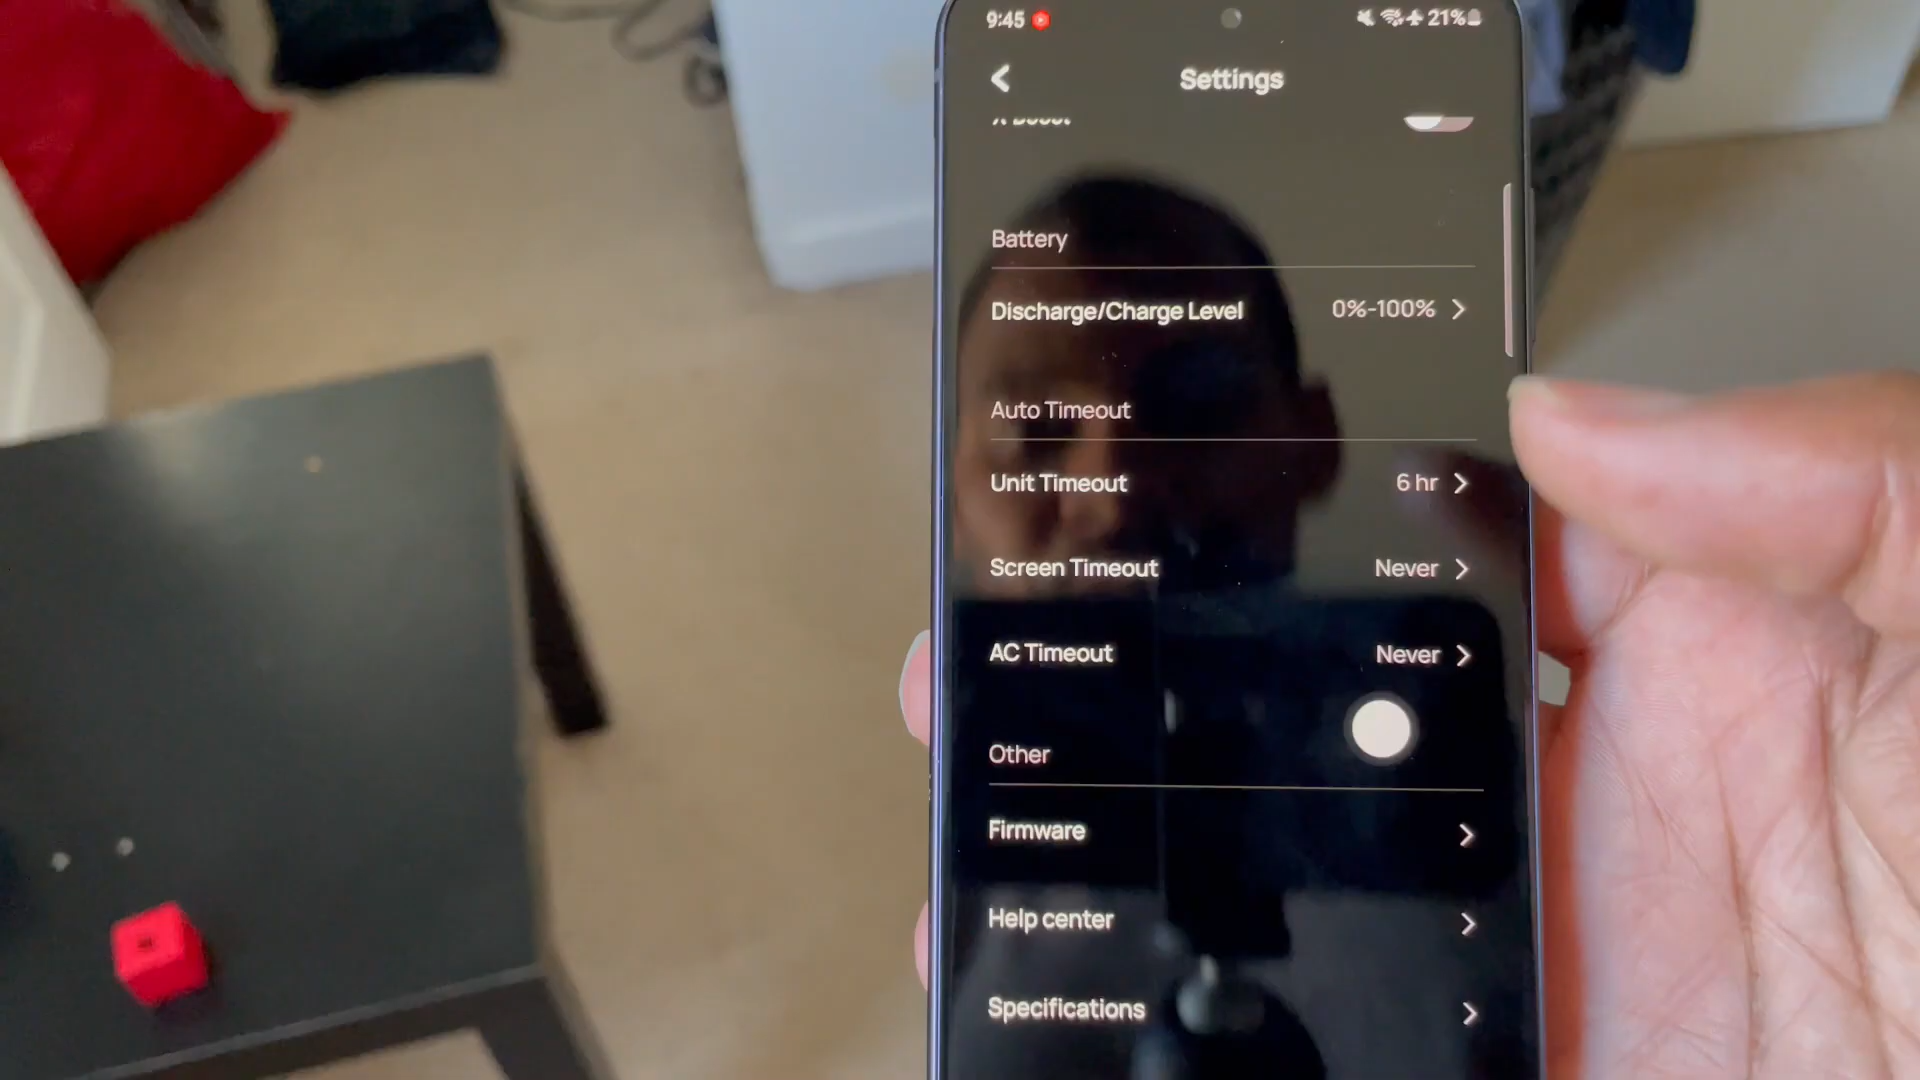 9:45 21%
Settings
X-Boost
Battery
Discharge/Charge Level 0%-100%
Auto Timeout
Unit Timeout 6 hr
Screen Timeout Never
AC Timeout Never
Other
Firmware
Help center
Specifications